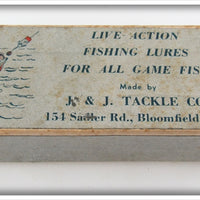 LIVE ACTION
FISHING LURES
FOR ALL GAME FIS
Made by
J. & J. TACKLE CO
154 Sadler Rd., Bloomfield